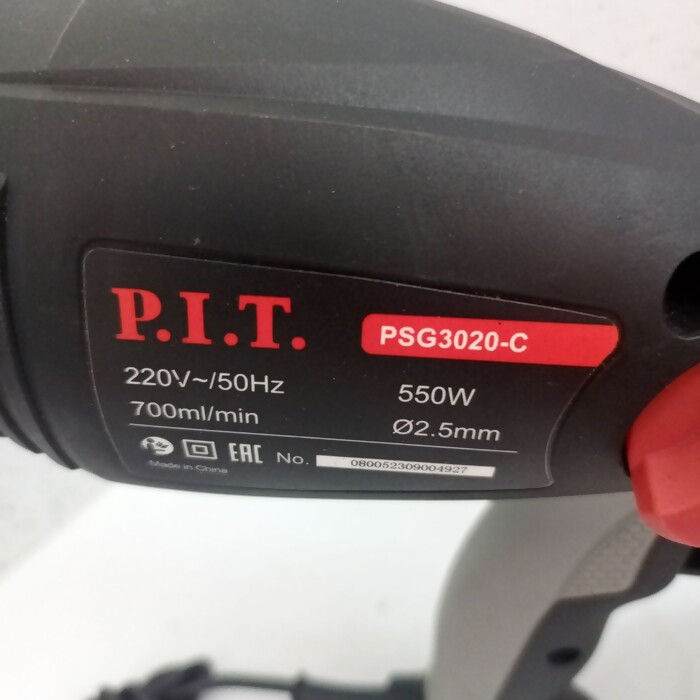 P.I.T.
PSG3020-C
220V~/50Hz
550W
700ml/min
Ø2.5mm
EAC No. 080052309004927
Made in China